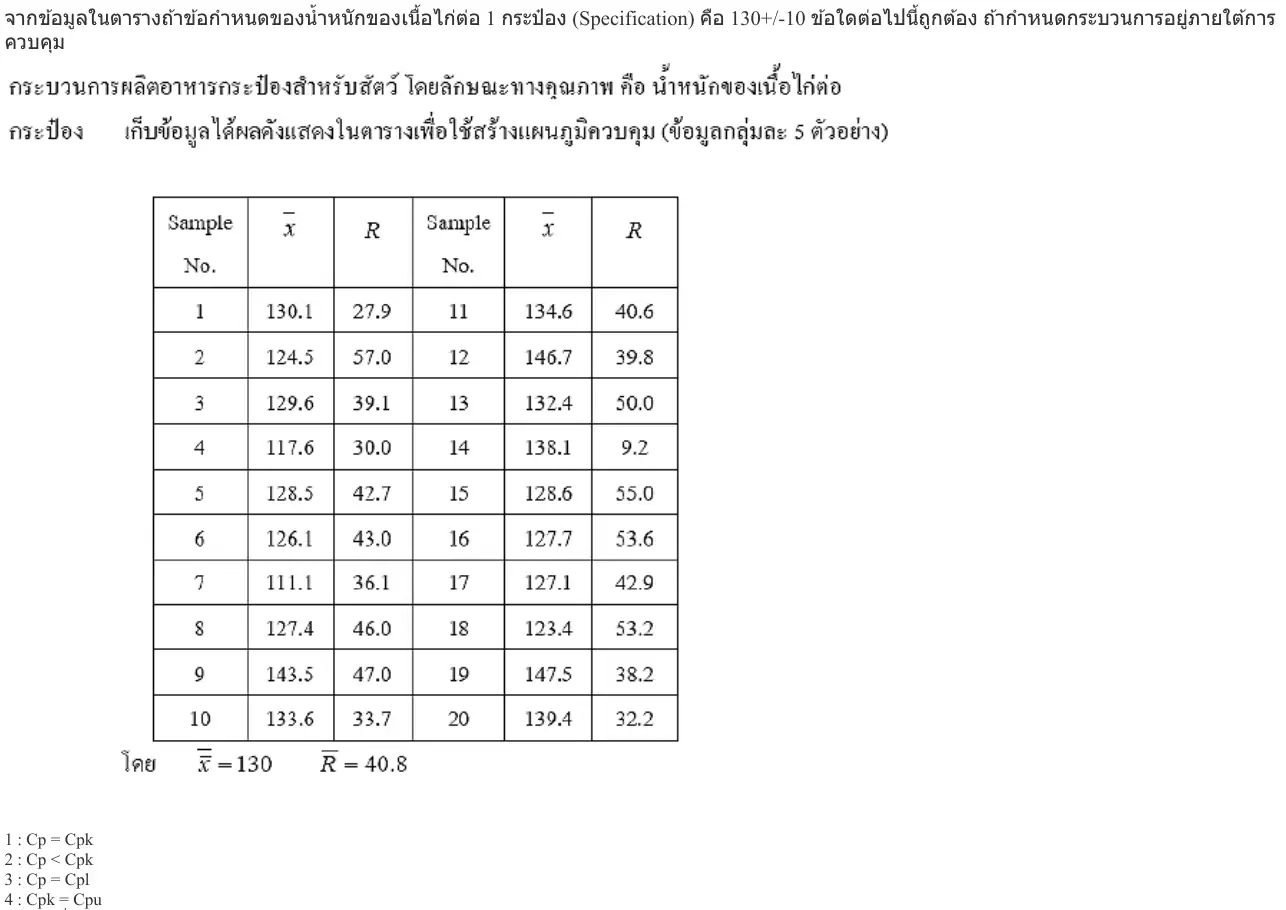 จากข้อมูลในตารางถ้าข้อกำหนดของน้ำหนักของเนื้อไก่ต่อ 1 กระป๋อง (Specification) คือ 130+/-10 ข้อใดต่อไปนี้ถูกต้อง ถ้ากำหนดกระบวนการอยู่ภายใต้การ
ควบคุม
กระบวนการผลิตอาหารกระป๋องสำหรับสัตว์ โดยลักษณะทางคุณภาพ คือ น้ำหนักของเนื้อไก่ต่อ
กระป๋อง เก็บข้อมูลได้ผลดังแสดงในตารางเพื่อใช้สร้างแผนภูมิควบคุม (ข้อมูลกลุ่มละ 5 ตัวอย่าง)
Sample No. x̄ R Sample No. x̄ R
1 130.1 27.9 11 134.6 40.6
2 124.5 57.0 12 146.7 39.8
3 129.6 39.1 13 132.4 50.0
4 117.6 30.0 14 138.1 9.2
5 128.5 42.7 15 128.6 55.0
6 126.1 43.0 16 127.7 53.6
7 111.1 36.1 17 127.1 42.9
8 127.4 46.0 18 123.4 53.2
9 143.5 47.0 19 147.5 38.2
10 133.6 33.7 20 139.4 32.2
โดย x̿ = 130 R̄ = 40.8
1 : Cp = Cpk
2 : Cp < Cpk
3 : Cp = Cpl
4 : Cpk = Cpu